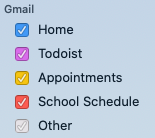 Gmail
Home
Todoist
Appointments
School Schedule
Other